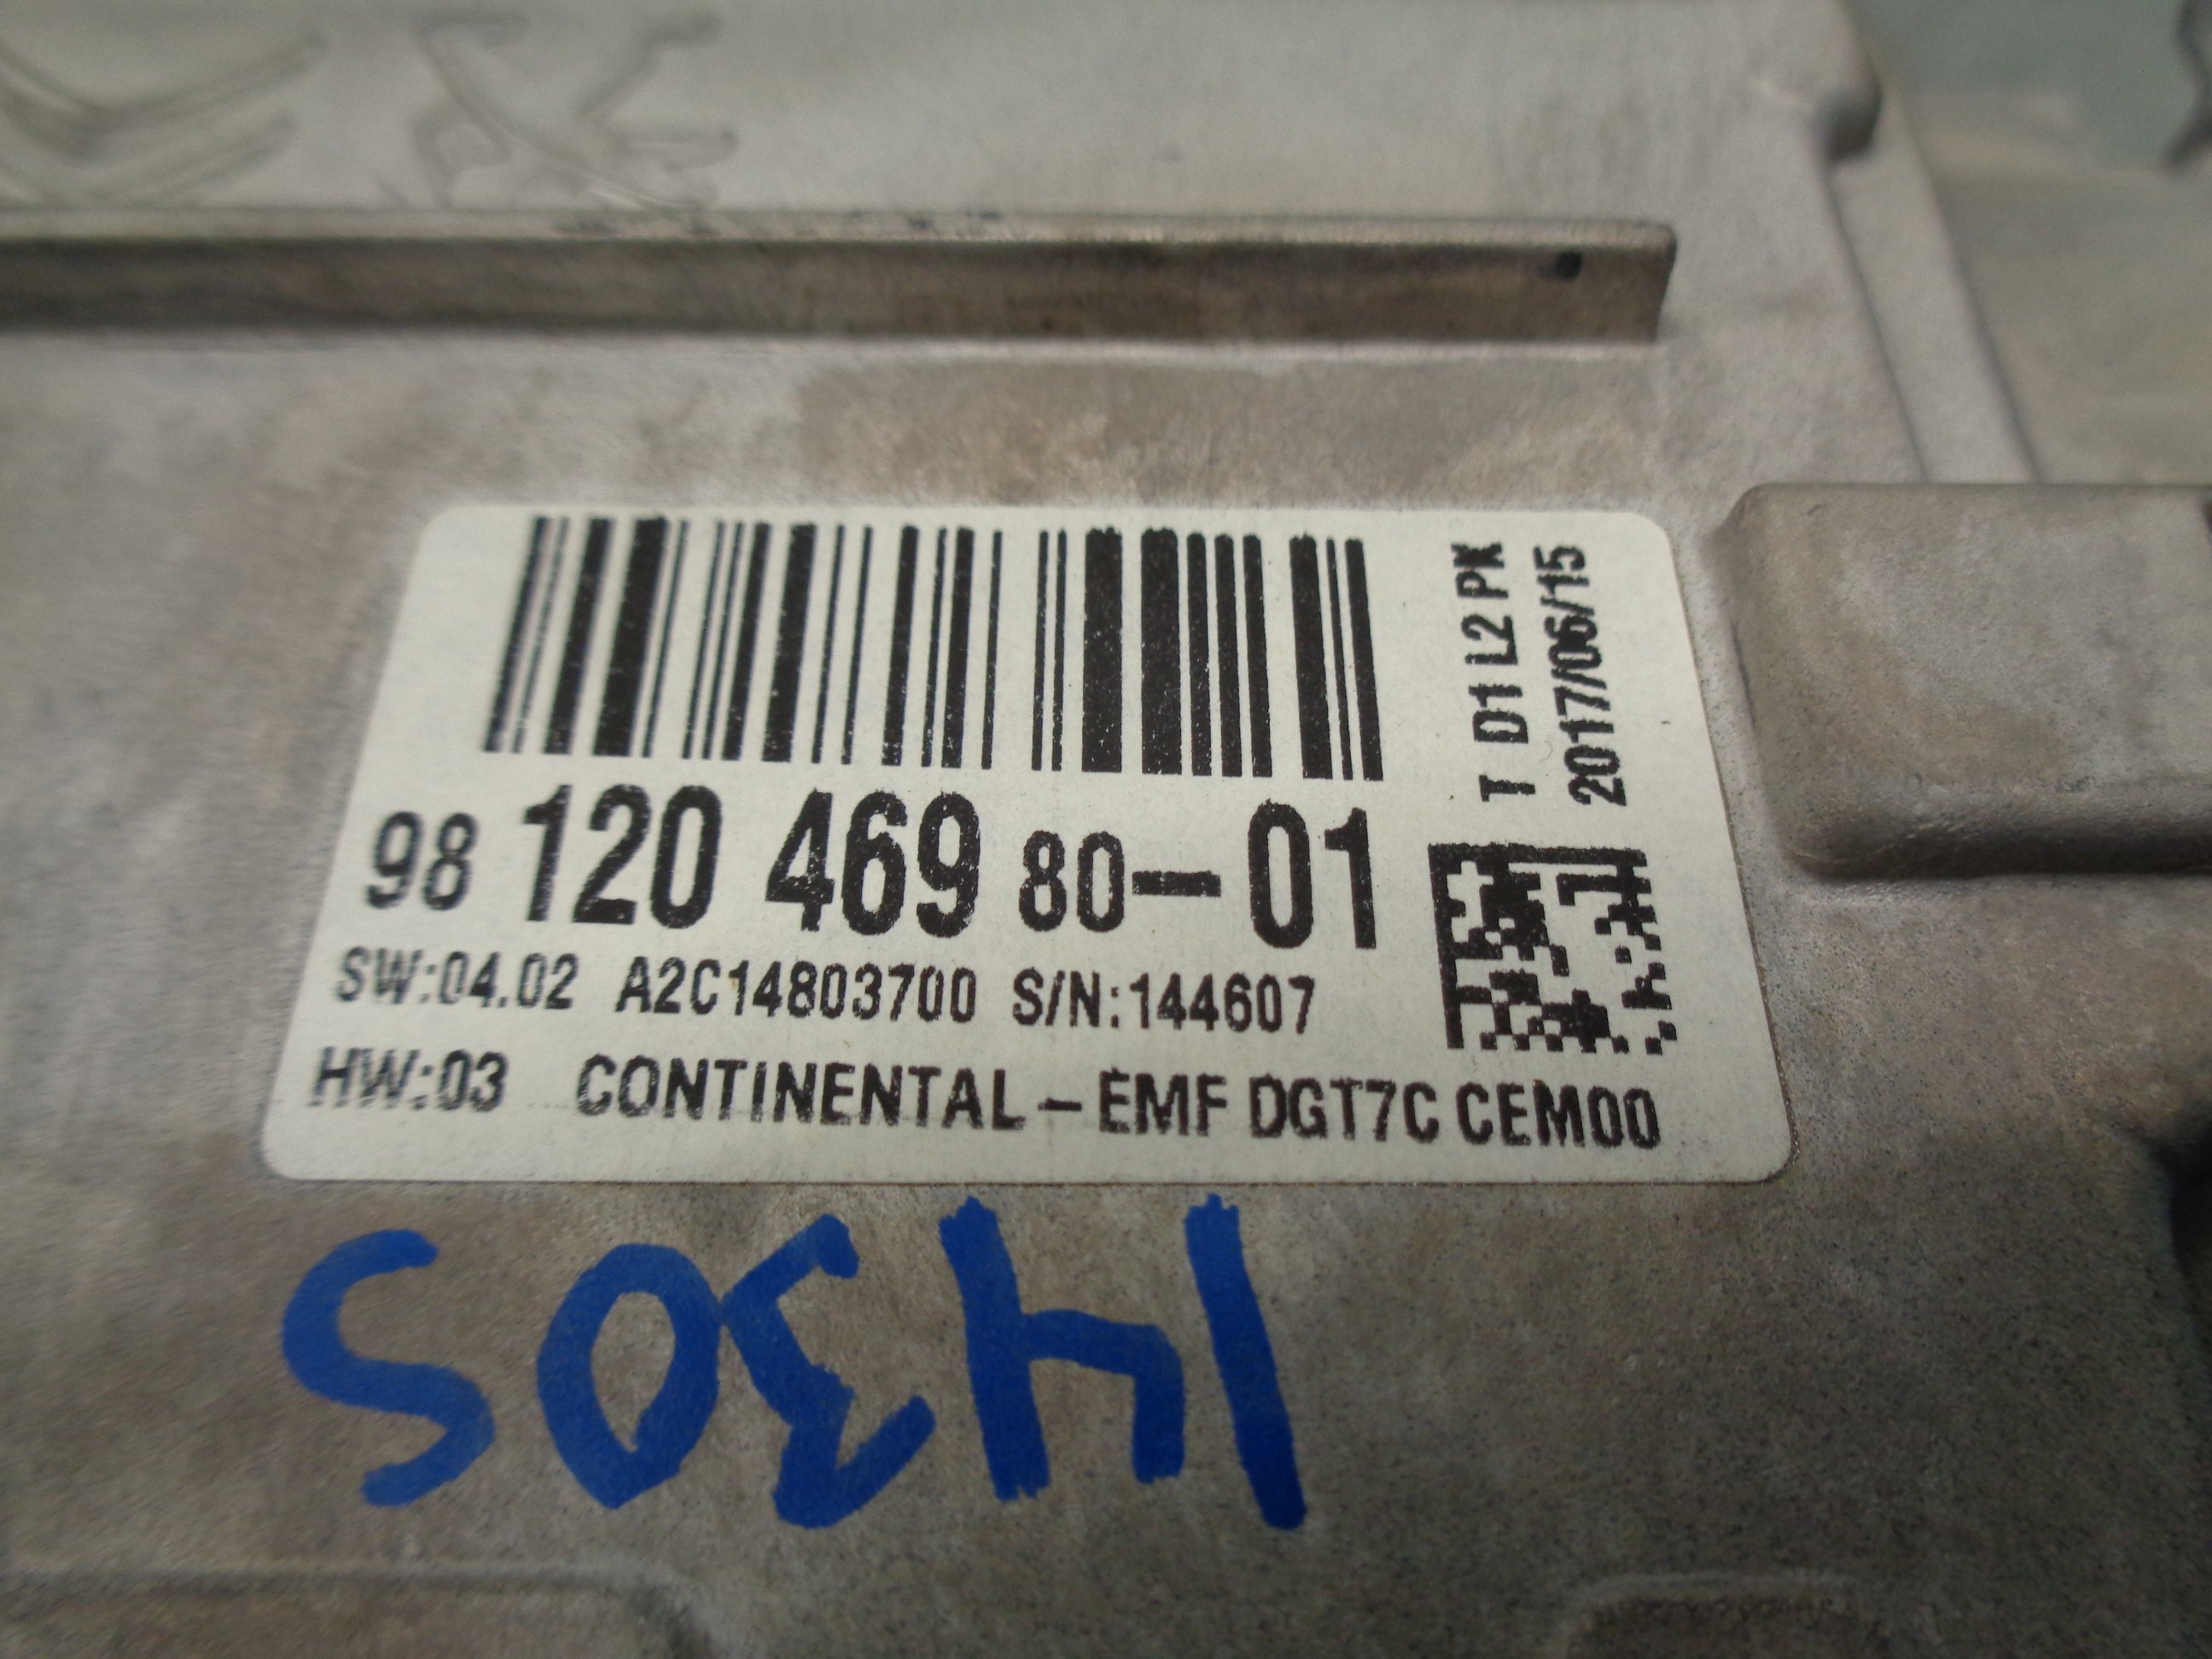 98 120 469 80-01
SW:04.02 A2C14803700 S/N:144607
HW:03 CONTINENTAL - EMF DGT7C CEM00
T D1 L2 PK
2017/06/15
1430S